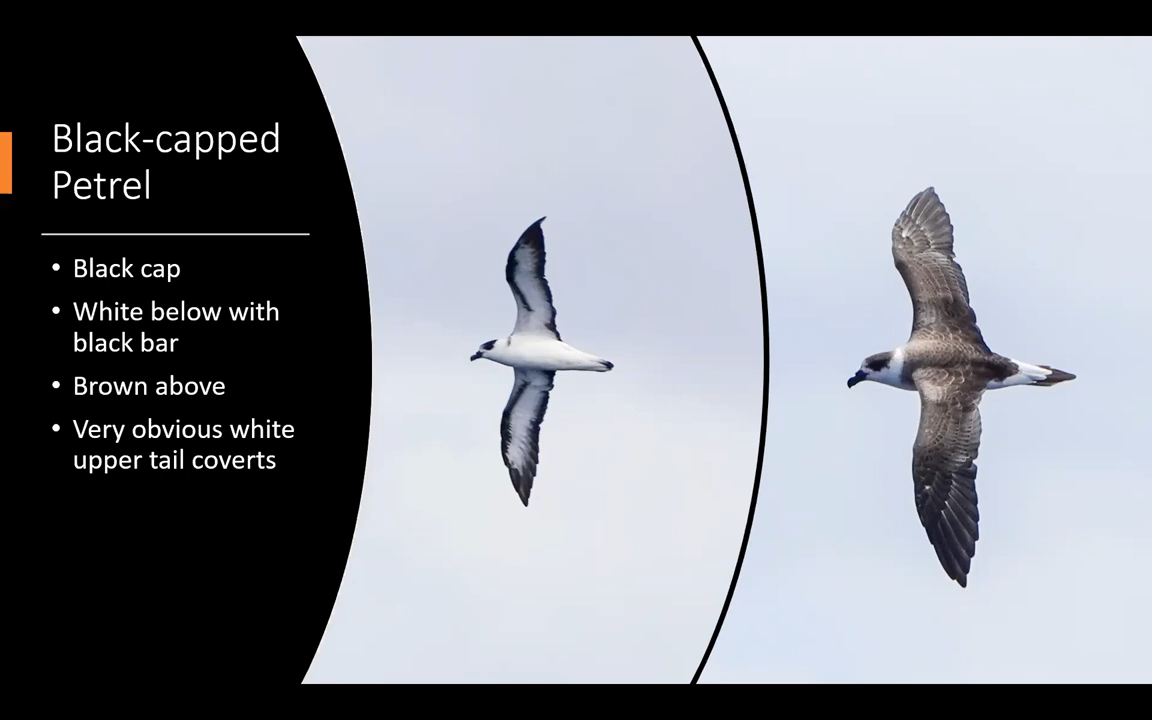 Black-capped
Petrel
• Black cap
• White below with
black bar
• Brown above
• Very obvious white
upper tail coverts